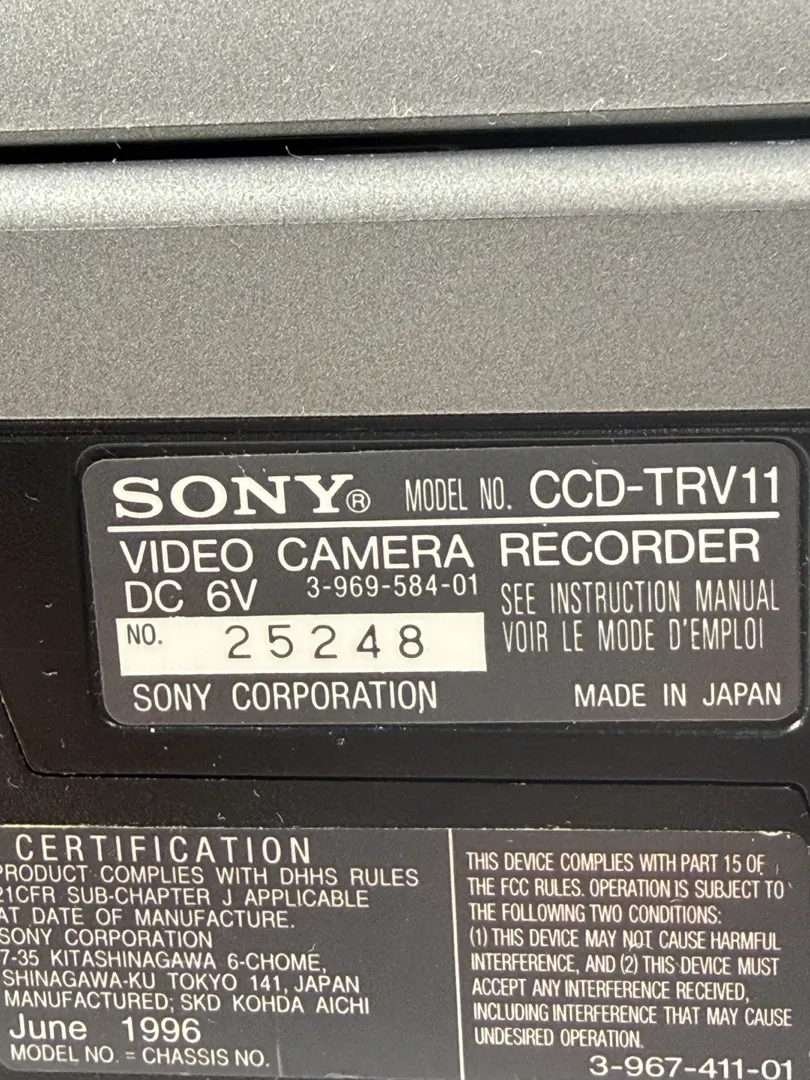 SONY® MODEL NO. CCD-TRV11
VIDEO CAMERA RECORDER
DC 6V 3-969-584-01 SEE INSTRUCTION MANUAL
NO. 25248 VOIR LE MODE D'EMPLOI
SONY CORPORATION MADE IN JAPAN
CERTIFICATION
PRODUCT COMPLIES WITH DHHS RULES
21CFR SUB-CHAPTER J APPLICABLE
AT DATE OF MANUFACTURE.
SONY CORPORATION
7-35 KITASHINAGAWA 6-CHOME,
SHINAGAWA-KU TOKYO 141, JAPAN
MANUFACTURED; SKD KOHDA AICHI
June 1996
MODEL NO. = CHASSIS NO.
THIS DEVICE COMPLIES WITH PART 15 OF
THE FCC RULES. OPERATION IS SUBJECT TO
THE FOLLOWING TWO CONDITIONS:
(1) THIS DEVICE MAY NOT CAUSE HARMFUL
INTERFERENCE, AND (2) THIS DEVICE MUST
ACCEPT ANY INTERFERENCE RECEIVED,
INCLUDING INTERFERENCE THAT MAY CAUSE
UNDESIRED OPERATION.
3-967-411-01